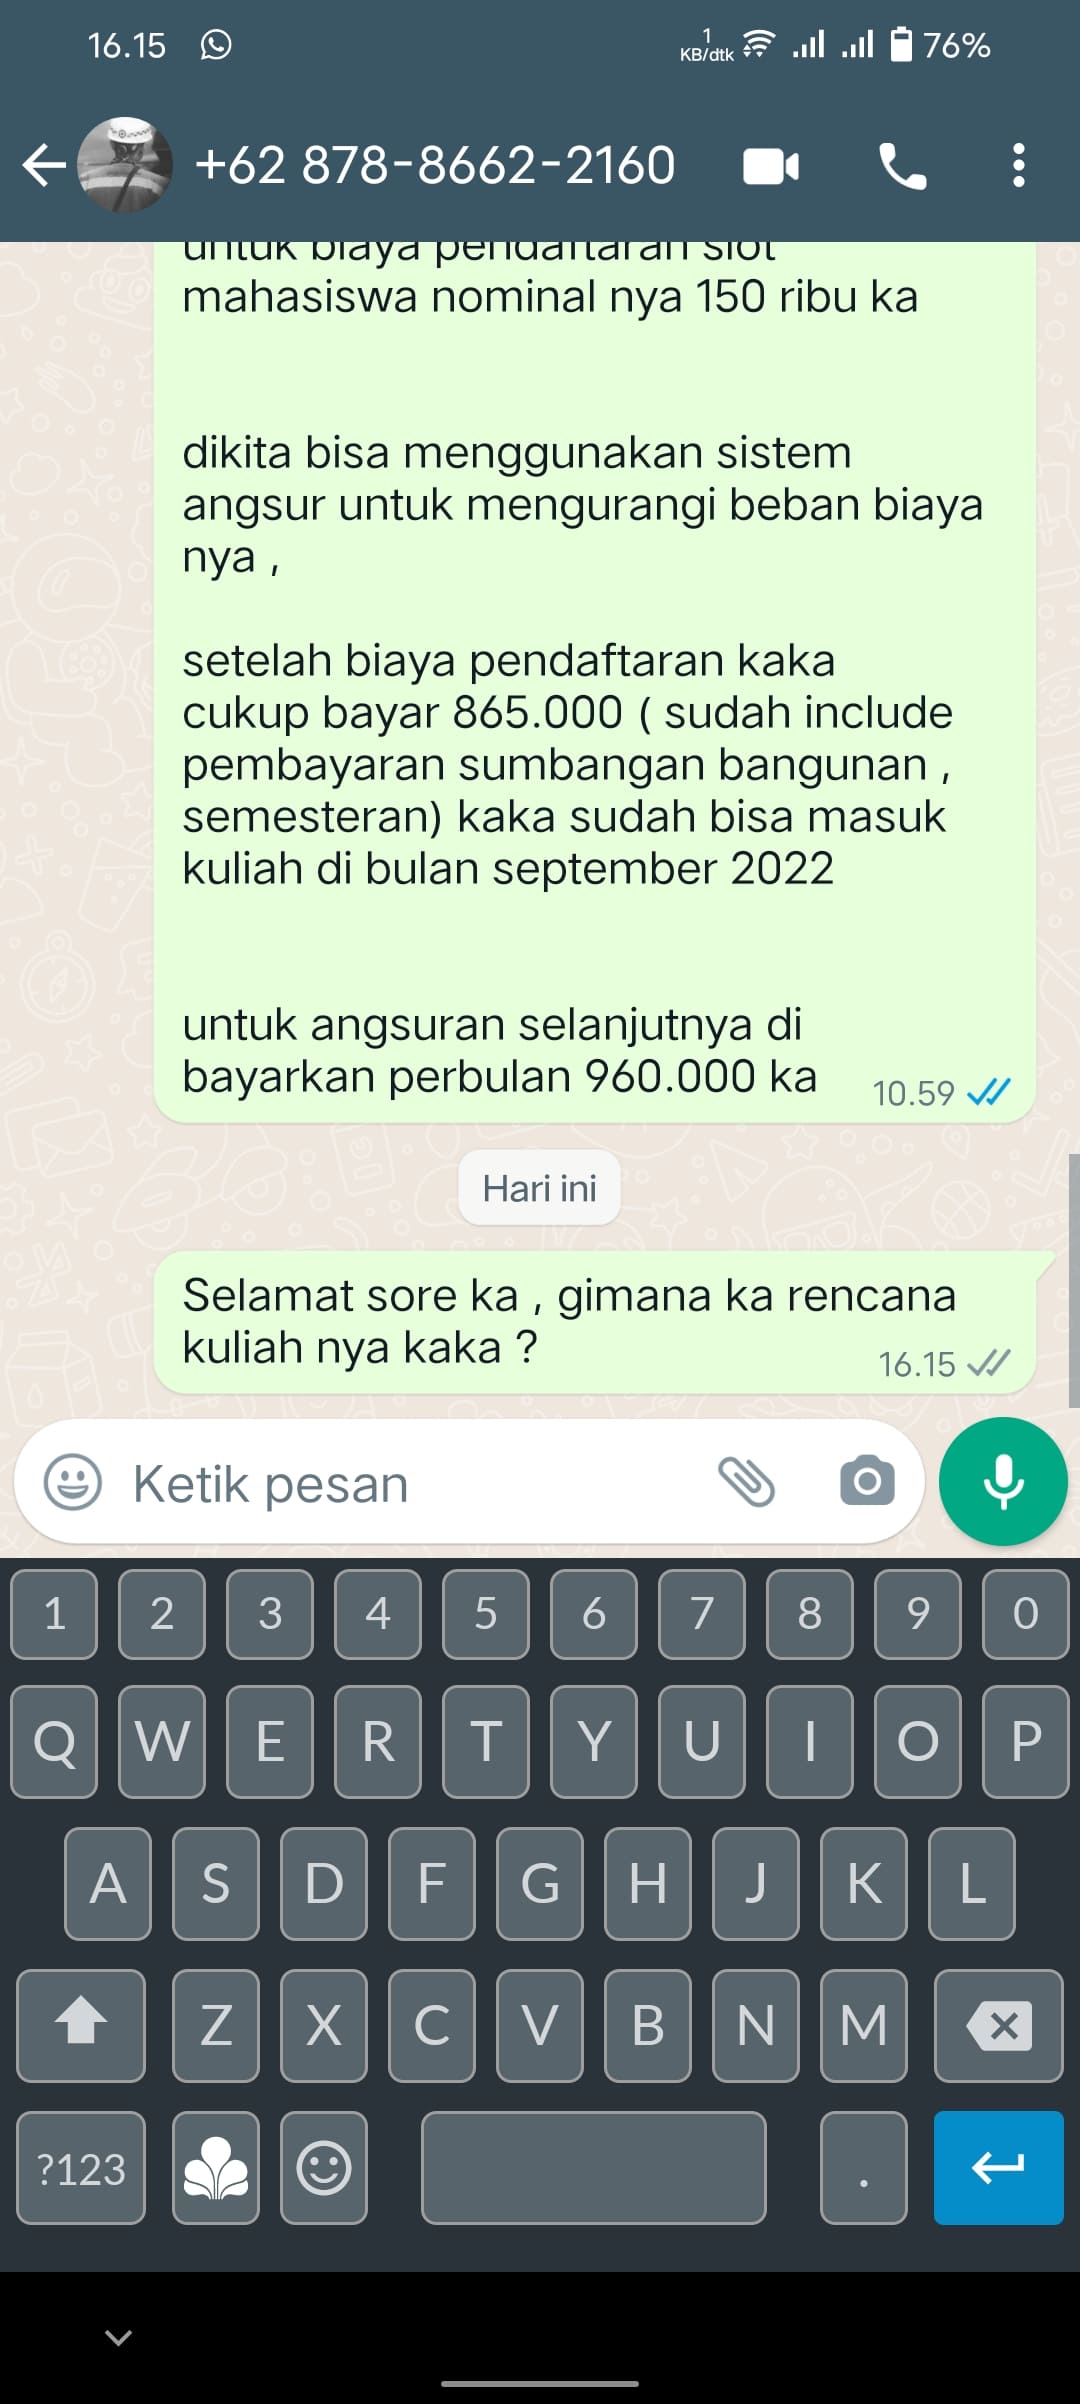 16.15
1
KB/dtk
76%
+62 878-8662-2160
untuk biaya pendaftaran slot
mahasiswa nominal nya 150 ribu ka
dikita bisa menggunakan sistem
angsur untuk mengurangi beban biaya
nya ,
setelah biaya pendaftaran kaka
cukup bayar 865.000 ( sudah include
pembayaran sumbangan bangunan ,
semesteran) kaka sudah bisa masuk
kuliah di bulan september 2022
untuk angsuran selanjutnya di
bayarkan perbulan 960.000 ka
10.59
Hari ini
Selamat sore ka , gimana ka rencana
kuliah nya kaka ?
16.15
Ketik pesan
1 2 3 4 5 6 7 8 9 0
Q W E R T Y U I O P
A S D F G H J K L
Z X C V B N M
?123 .